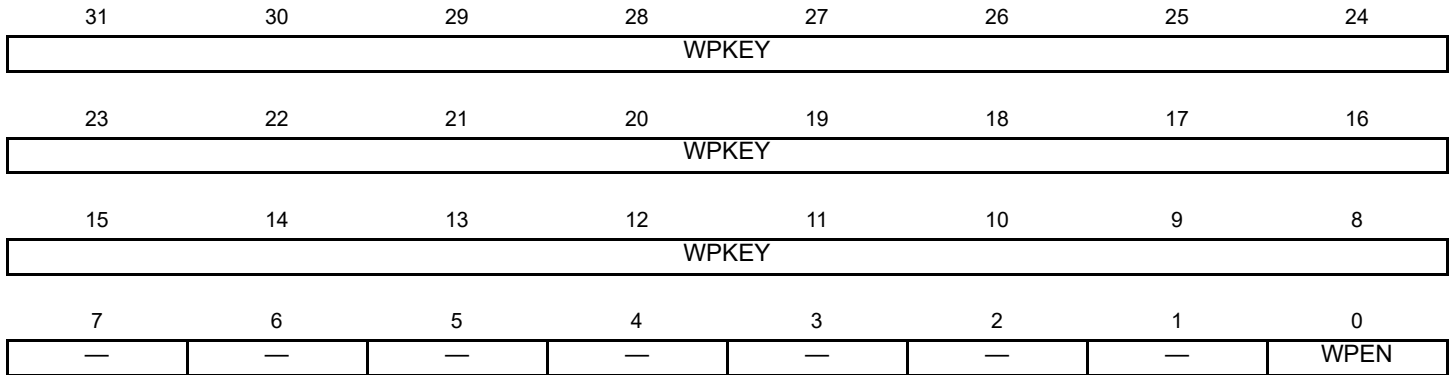 31 30 29 28 27 26 25 24
WPKEY
23 22 21 20 19 18 17 16
WPKEY
15 14 13 12 11 10 9 8
WPKEY
7 6 5 4 3 2 1 0
— — — — — — — WPEN